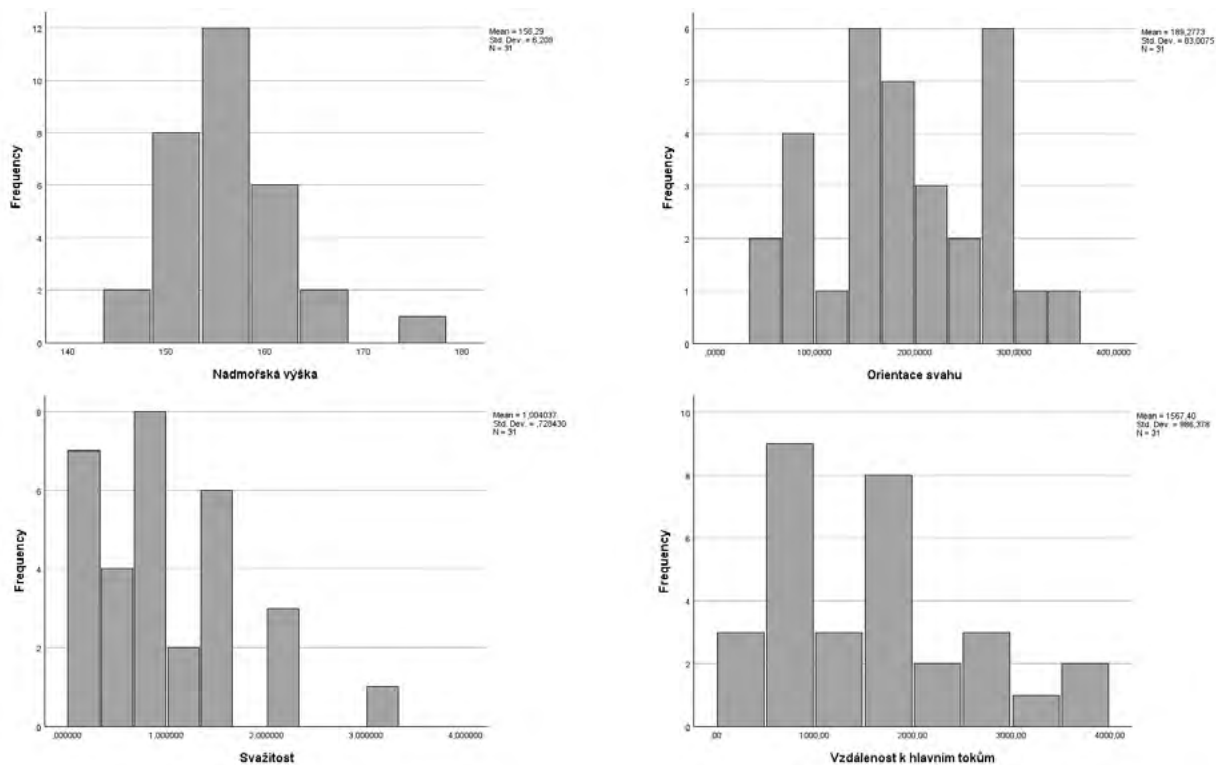 12
10
8
6
4
2
0
Frequency
140 150 160 170 180
Nadmořská výška
Mean = 156,29
Std. Dev. = 6,208
N = 31
6
5
4
3
2
1
0
Frequency
,0000 100,0000 200,0000 300,0000 400,0000
Orientace svahu
Mean = 189,2773
Std. Dev. = 83,0075
N = 31
8
6
4
2
0
Frequency
,000000 1,000000 2,000000 3,000000 4,000000
Svažitost
Mean = 1,004037
Std. Dev. = ,728430
N = 31
10
8
6
4
2
0
Frequency
,00 1000,00 2000,00 3000,00 4000,00
Vzdálenost k hlavním tokům
Mean = 1567,40
Std. Dev. = 986,378
N = 31